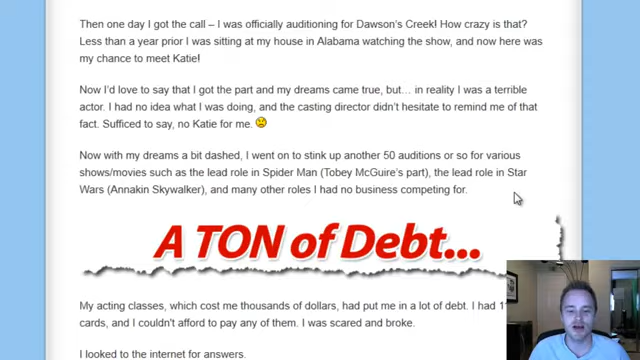 Then one day I got the call – I was officially auditioning for Dawson's Creek! How crazy is that?
Less than a year prior I was sitting at my house in Alabama watching the show, and now here was
my chance to meet Katie!
Now I'd love to say that I got the part and my dreams came true, but… in reality I was a terrible
actor. I had no idea what I was doing, and the casting director didn't hesitate to remind me of that
fact. Sufficed to say, no Katie for me.
Now with my dreams a bit dashed, I went on to stink up another 50 auditions or so for various
shows/movies such as the lead role in Spider Man (Tobey McGuire's part), the lead role in Star
Wars (Annakin Skywalker), and many other roles I had no business competing for.
A TON of Debt...
My acting classes, which cost me thousands of dollars, had put me in a lot of debt. I had
cards, and I couldn't afford to pay any of them. I was scared and broke.
I looked to the internet for answers.